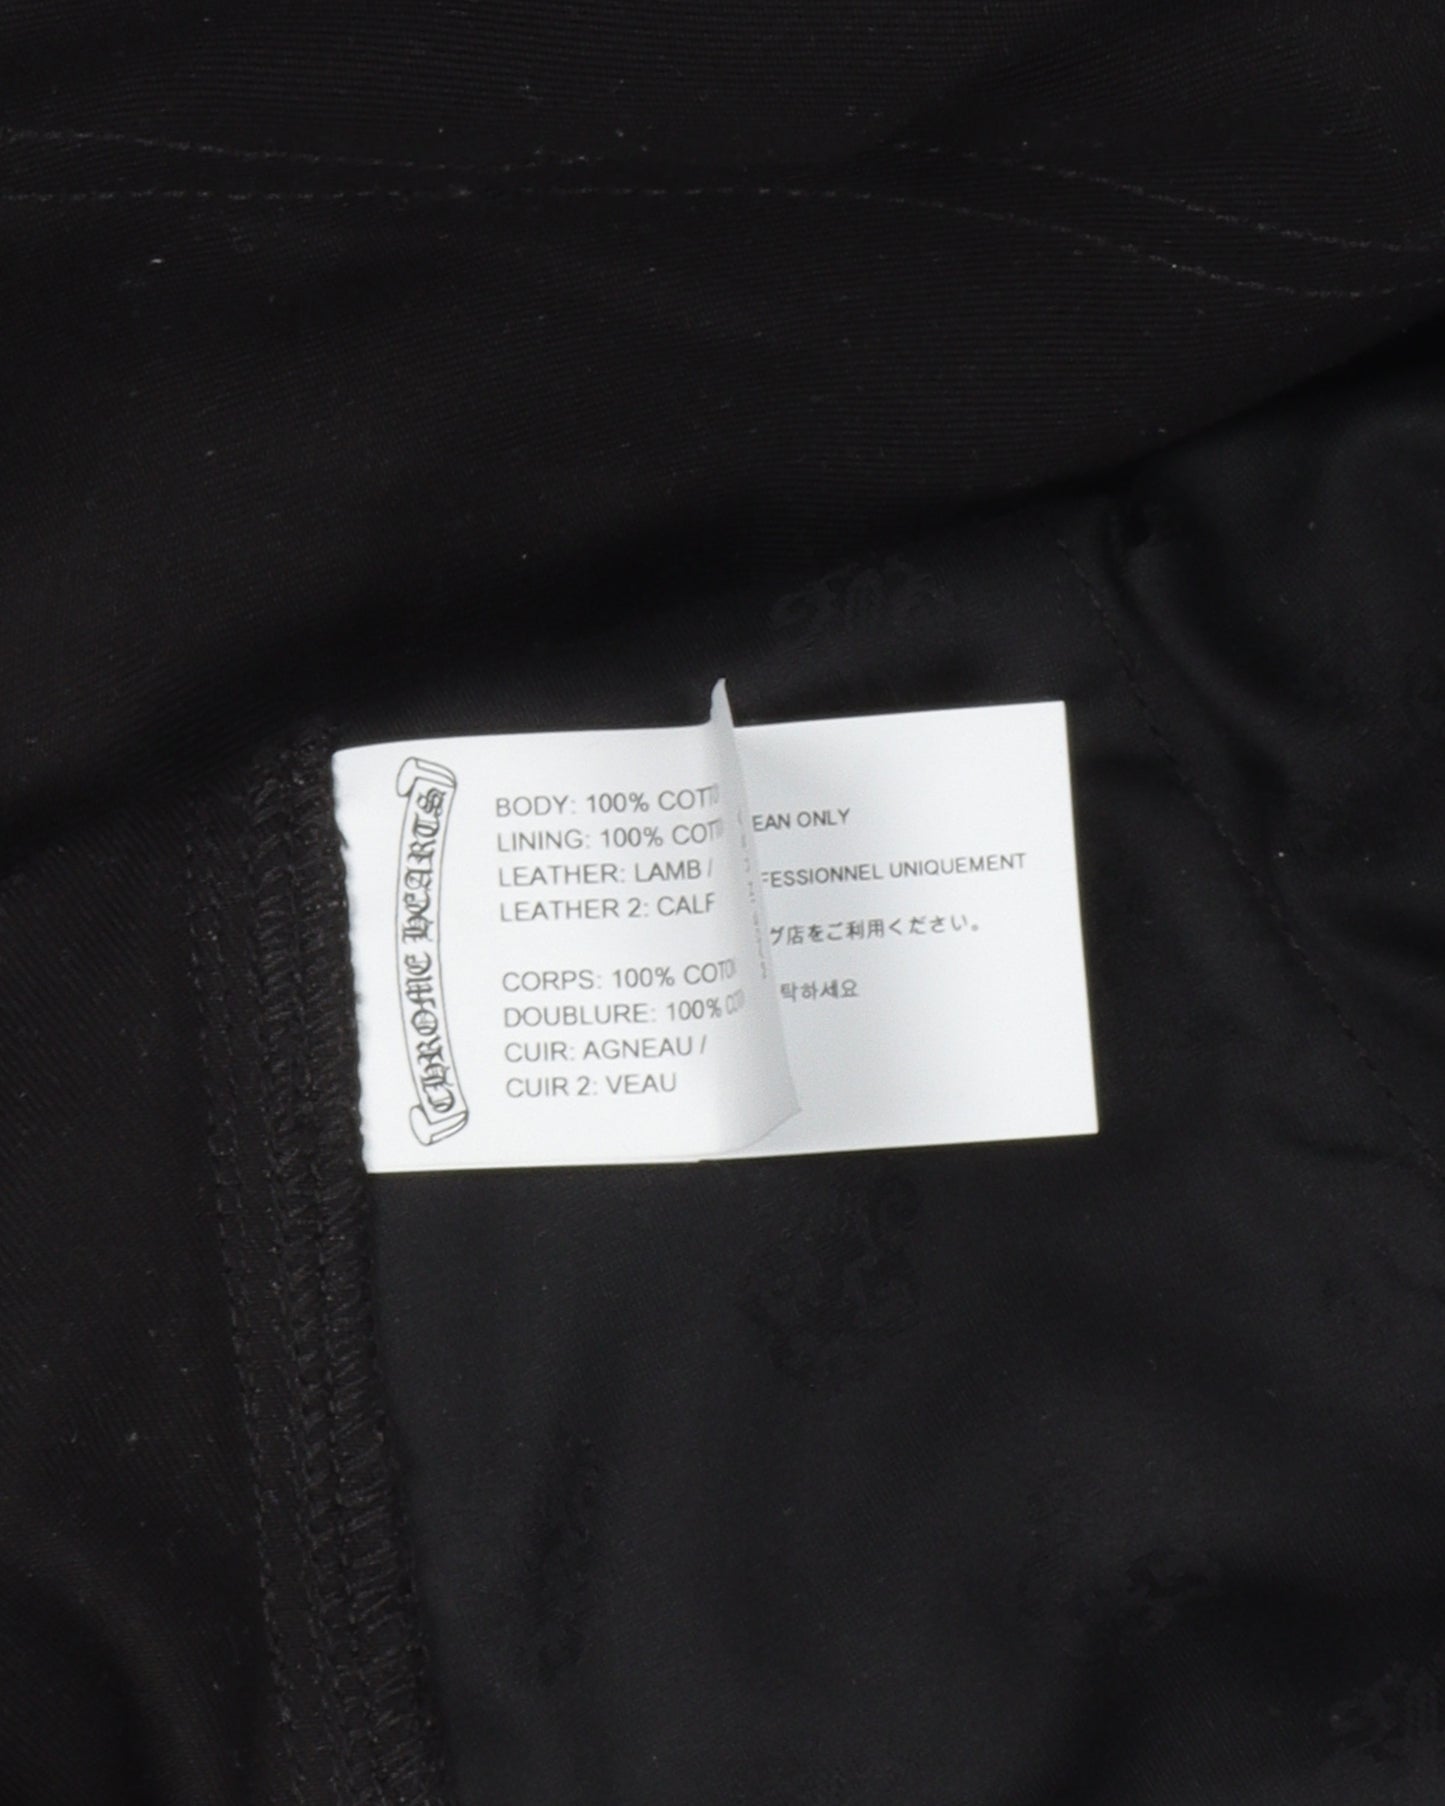 CHROME HEARTS
BODY: 100% COTTO
LINING: 100% COTT
LEATHER: LAMB /
LEATHER 2: CALF
CORPS: 100% COTON
DOUBLURE: 100% COTO
CUIR: AGNEAU /
CUIR 2: VEAU
EAN ONLY
FESSIONNEL UNIQUEMENT
グ店をご利用ください。
탁하세요